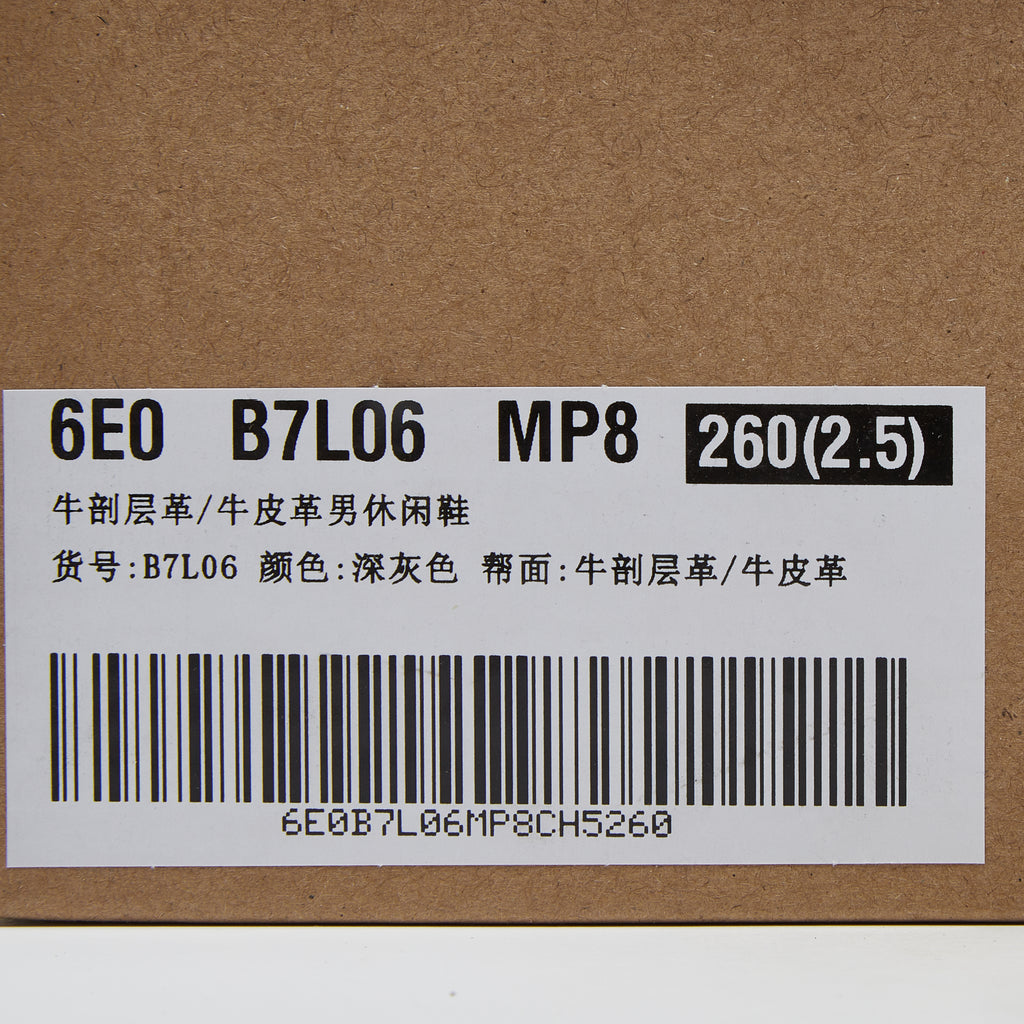 6E0 B7L06 MP8 260(2.5)
牛剖层革/牛皮革男休闲鞋
货号:B7L06 颜色:深灰色 帮面:牛剖层革/牛皮革
6E0B7L06MP8CH5260